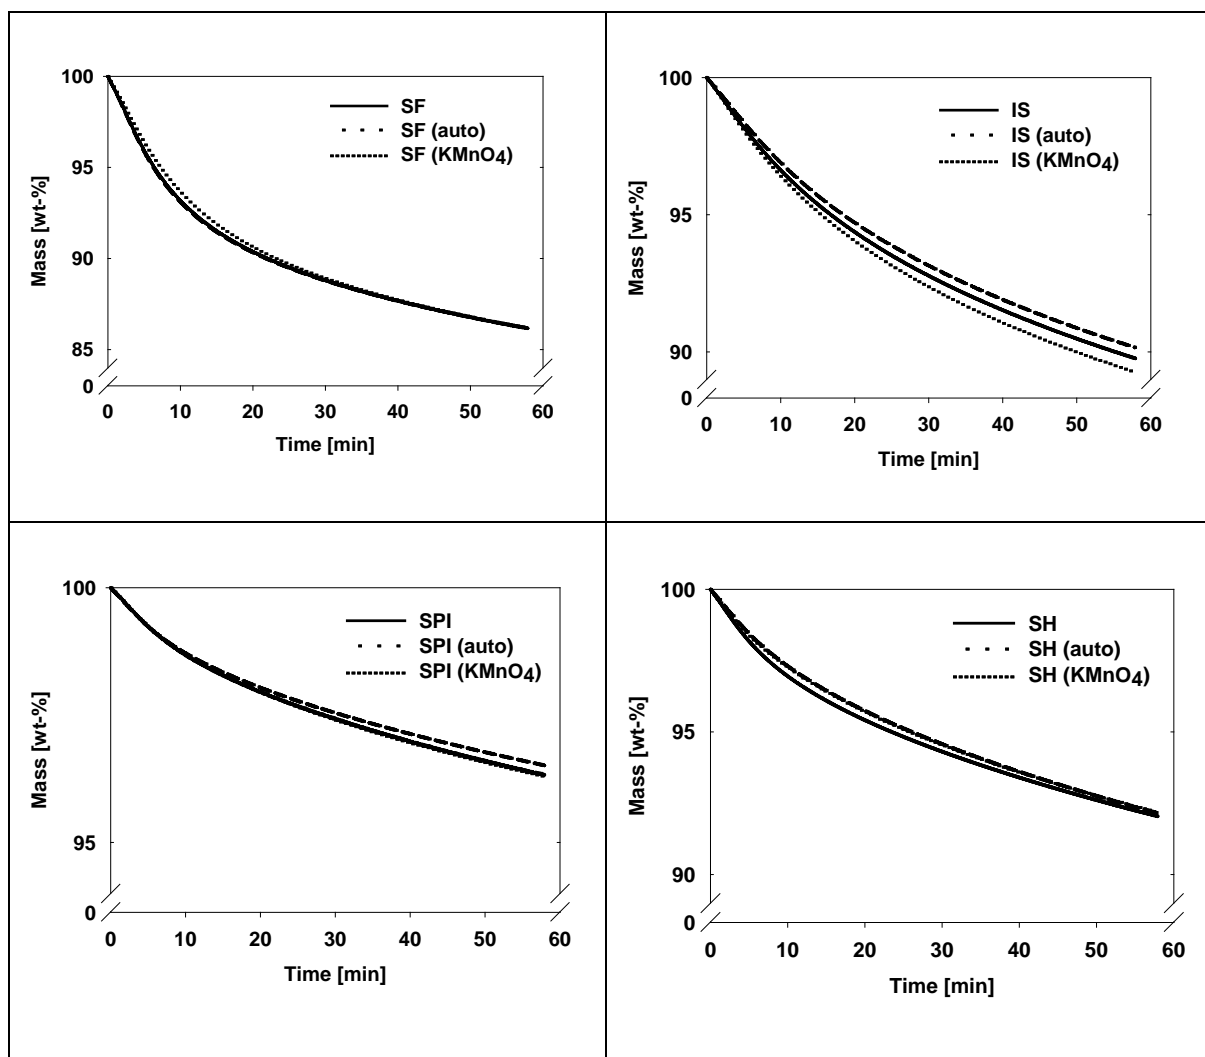 100
95
90
85
0
Mass [wt-%]
SF
SF (auto)
SF (KMnO4)
0 10 20 30 40 50 60
Time [min]
100
95
90
0
Mass [wt-%]
IS
IS (auto)
IS (KMnO4)
0 10 20 30 40 50 60
Time [min]
100
95
0
Mass [wt-%]
SPI
SPI (auto)
SPI (KMnO4)
0 10 20 30 40 50 60
Time [min]
100
95
90
0
Mass [wt-%]
SH
SH (auto)
SH (KMnO4)
0 10 20 30 40 50 60
Time [min]